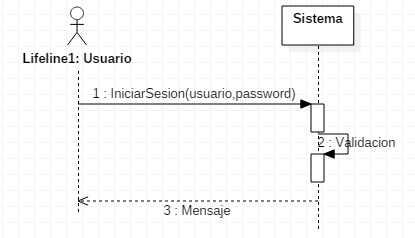 Sistema
Lifeline1: Usuario
1 : IniciarSesion(usuario,password)
2 : Validacion
3 : Mensaje